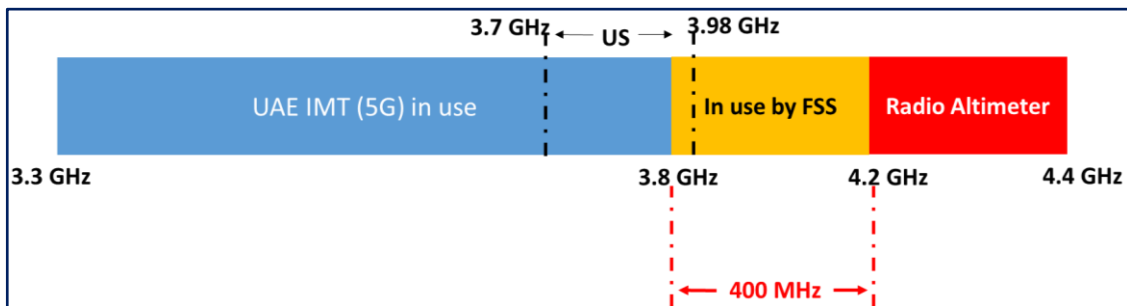 3.7 GHz US 3.98 GHz
UAE IMT (5G) in use In use by FSS Radio Altimeter
3.3 GHz 3.8 GHz 4.2 GHz 4.4 GHz
400 MHz